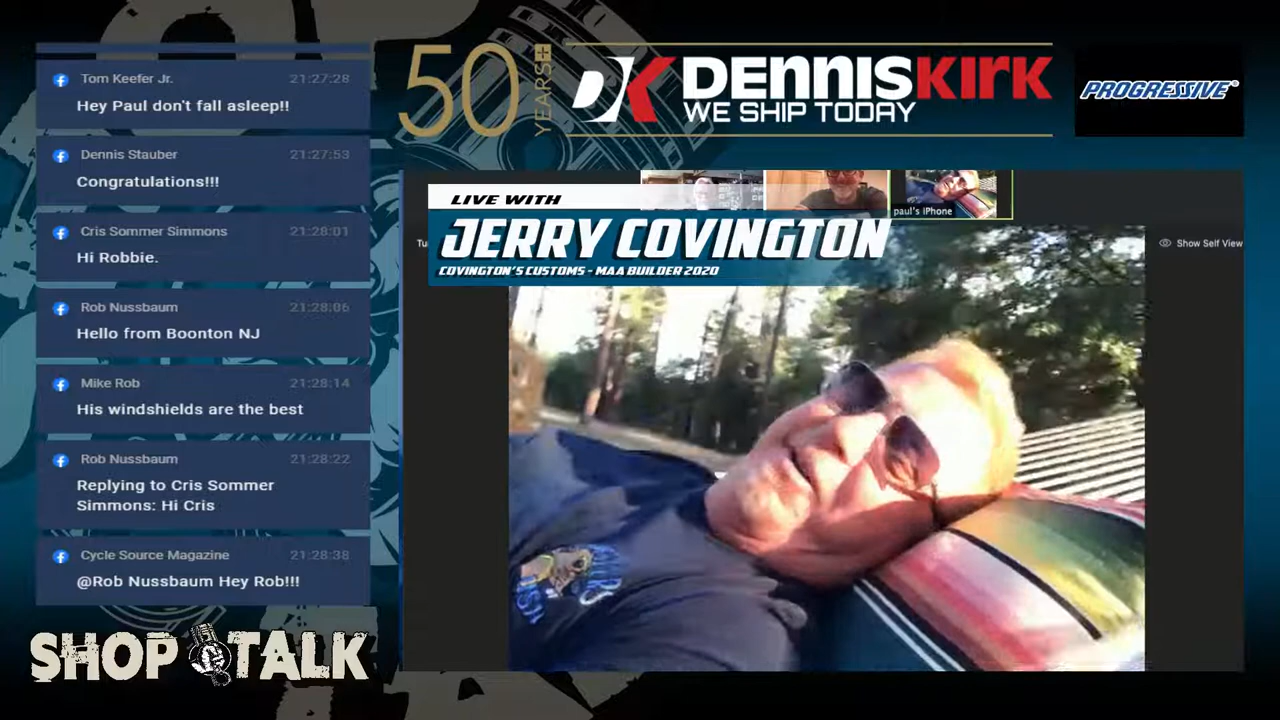 Tom Keefer Jr. 21:27:28
Hey Paul don't fall asleep!!
Dennis Stauber 21:27:53
Congratulations!!!
Cris Sommer Simmons 21:28:01
Hi Robbie.
Rob Nussbaum 21:28:06
Hello from Boonton NJ
Mike Rob 21:28:14
His windshields are the best
Rob Nussbaum 21:28:22
Replying to Cris Sommer
Simmons: Hi Cris
Cycle Source Magazine 21:28:38
@Rob Nussbaum Hey Rob!!!
SHOP TALK
50 YEARS+
DK DENNIS KIRK
WE SHIP TODAY
PROGRESSIVE®
LIVE WITH
JERRY COVINGTON
COVINGTON'S CUSTOMS - MAA BUILDER 2020
paul's iPhone
Show Self View